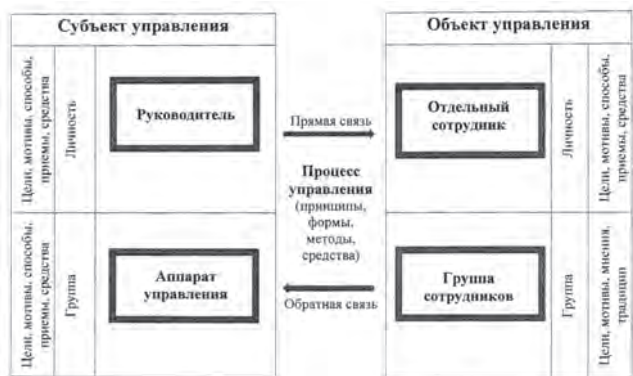 Субъект управления
Объект управления
Цели, мотивы, способы,
приемы, средства
Личность
Руководитель
Прямая связь
Отдельный
сотрудник
Личность
Цели, мотивы, способы,
приемы, средства
Процесс
управления
(принципы,
формы,
методы,
средства)
Цели, мотивы, способы,
приемы, средства
Группа
Аппарат
управления
Обратная связь
Группа
сотрудников
Группа
Цели, мотивы, мнения,
традиции